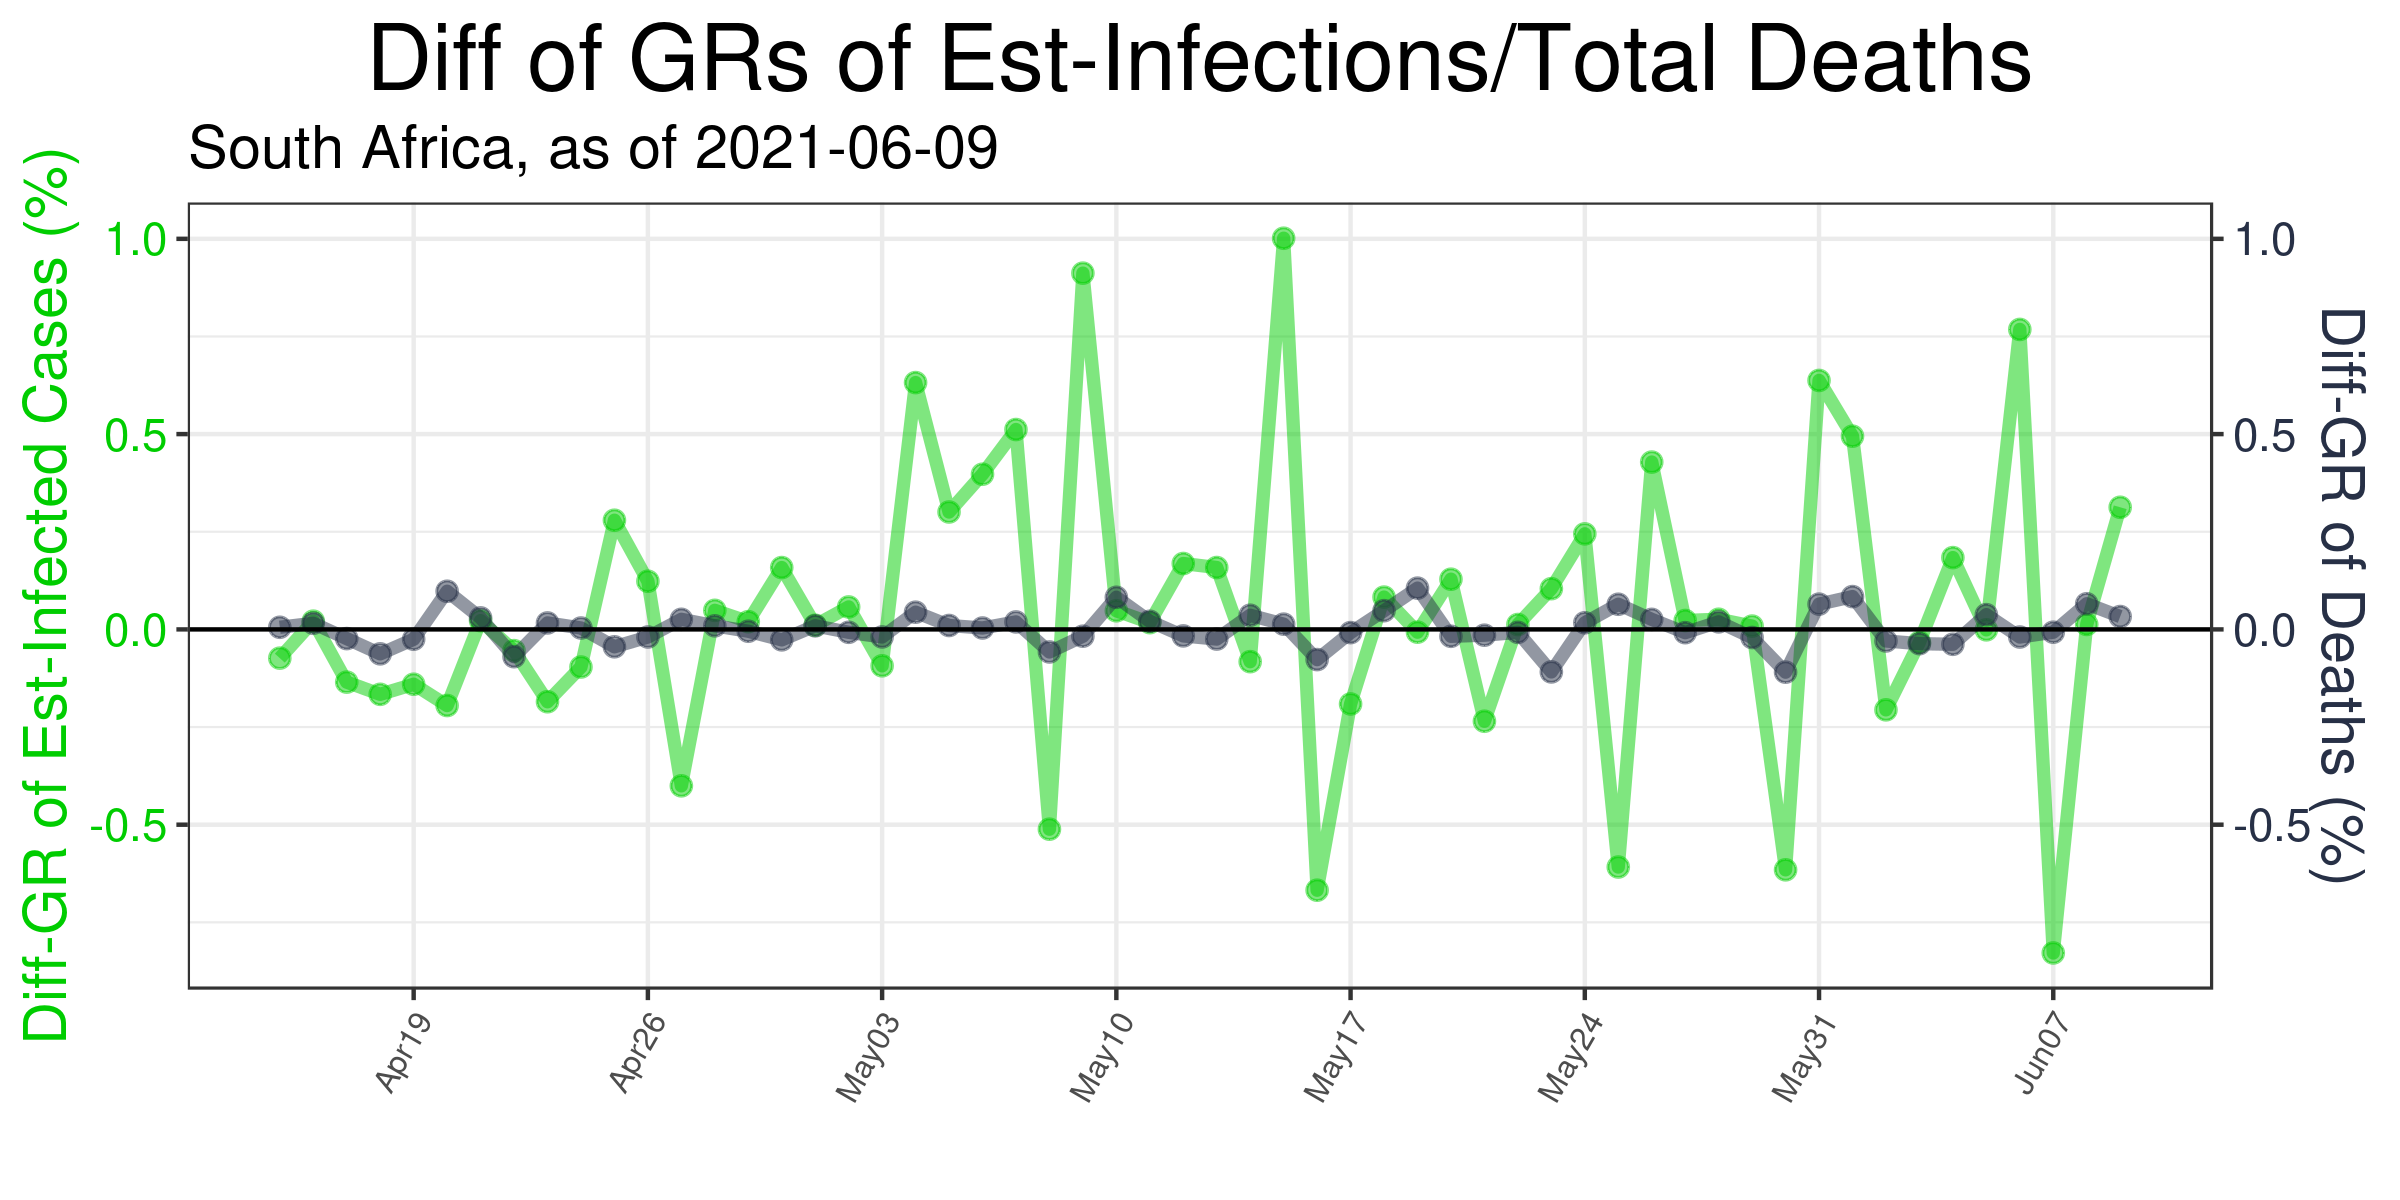 Diff of GRs of Est-Infections/Total Deaths
South Africa, as of 2021-06-09
Diff-GR of Est-Infected Cases (%)
1.0
0.5
0.0
-0.5
1.0
0.5
0.0
-0.5
Diff-GR of Deaths (%)
Apr19
Apr26
May03
May10
May17
May24
May31
Jun07